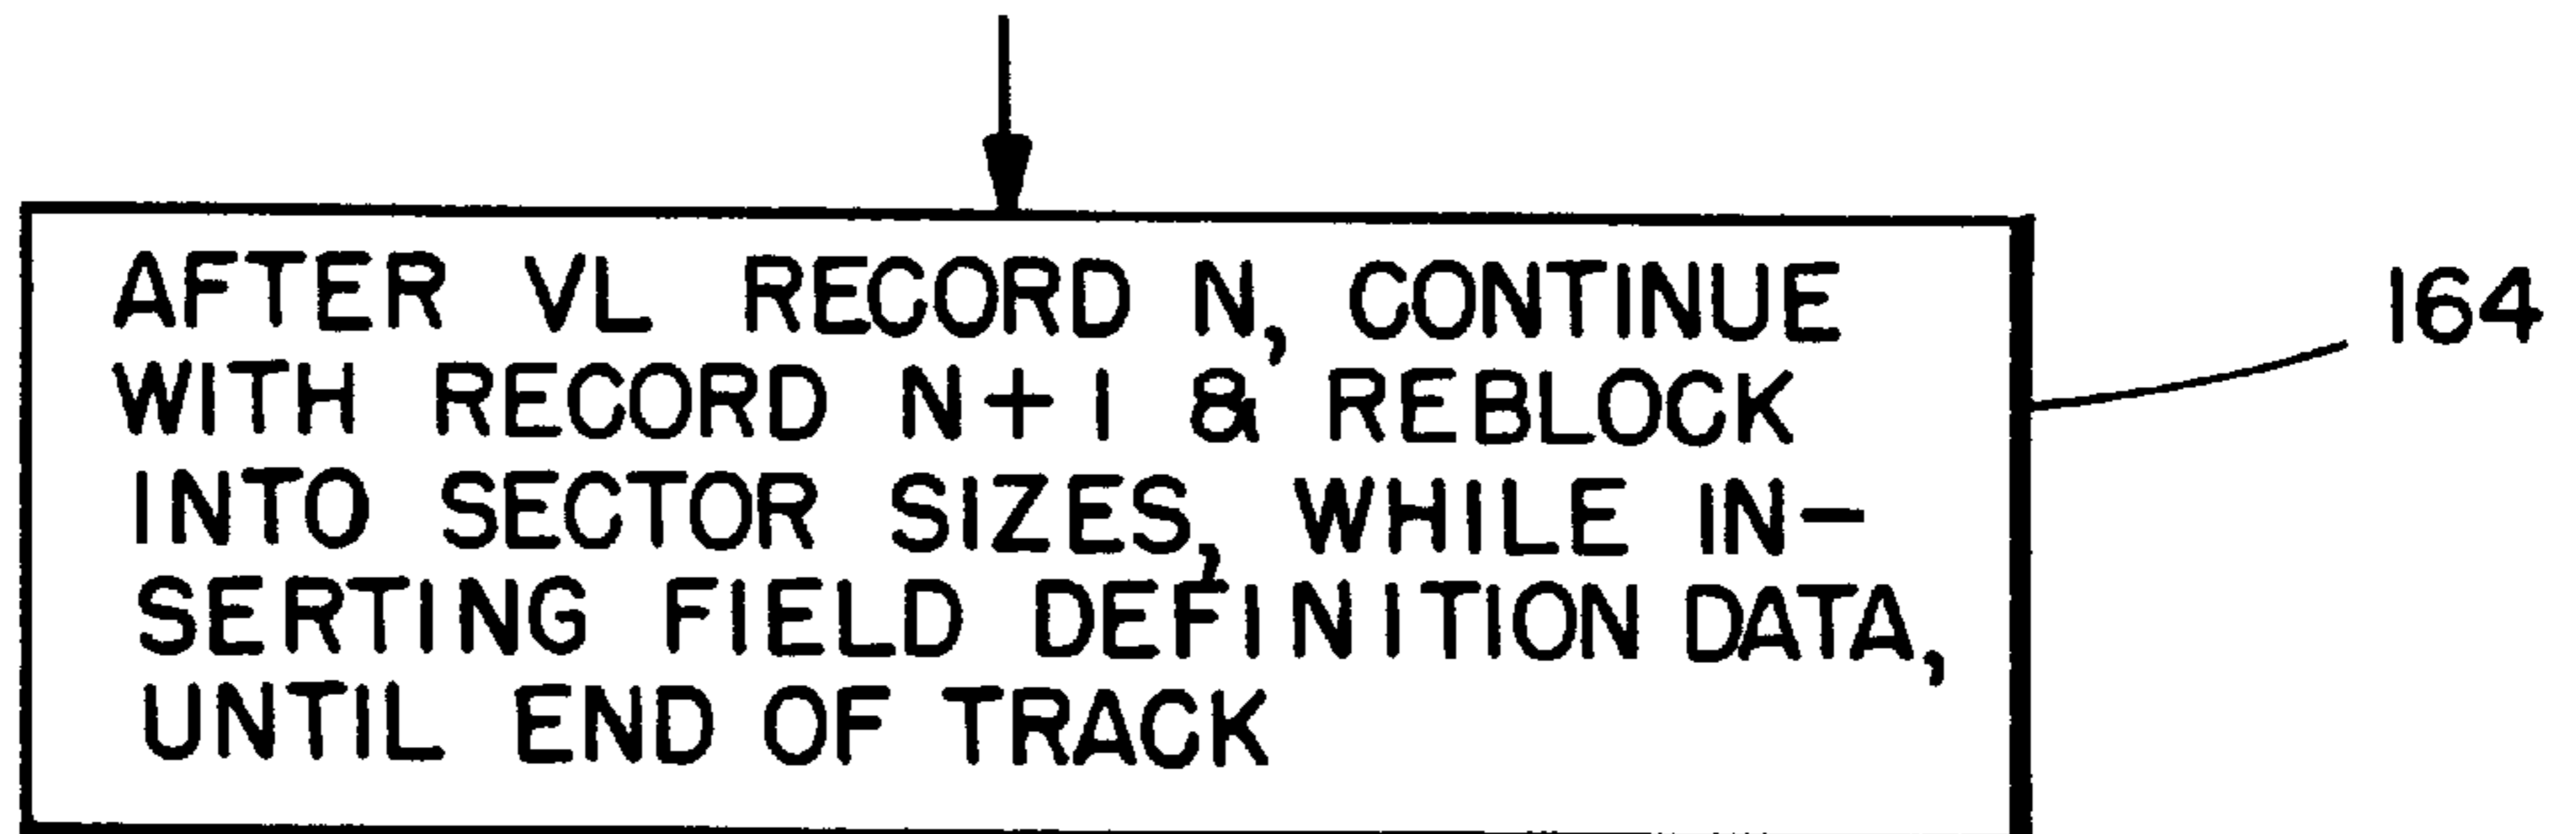 AFTER VL RECORD N, CONTINUE
WITH RECORD N+1 & REBLOCK
INTO SECTOR SIZES, WHILE IN-
SERTING FIELD DEFINITION DATA,
UNTIL END OF TRACK
164